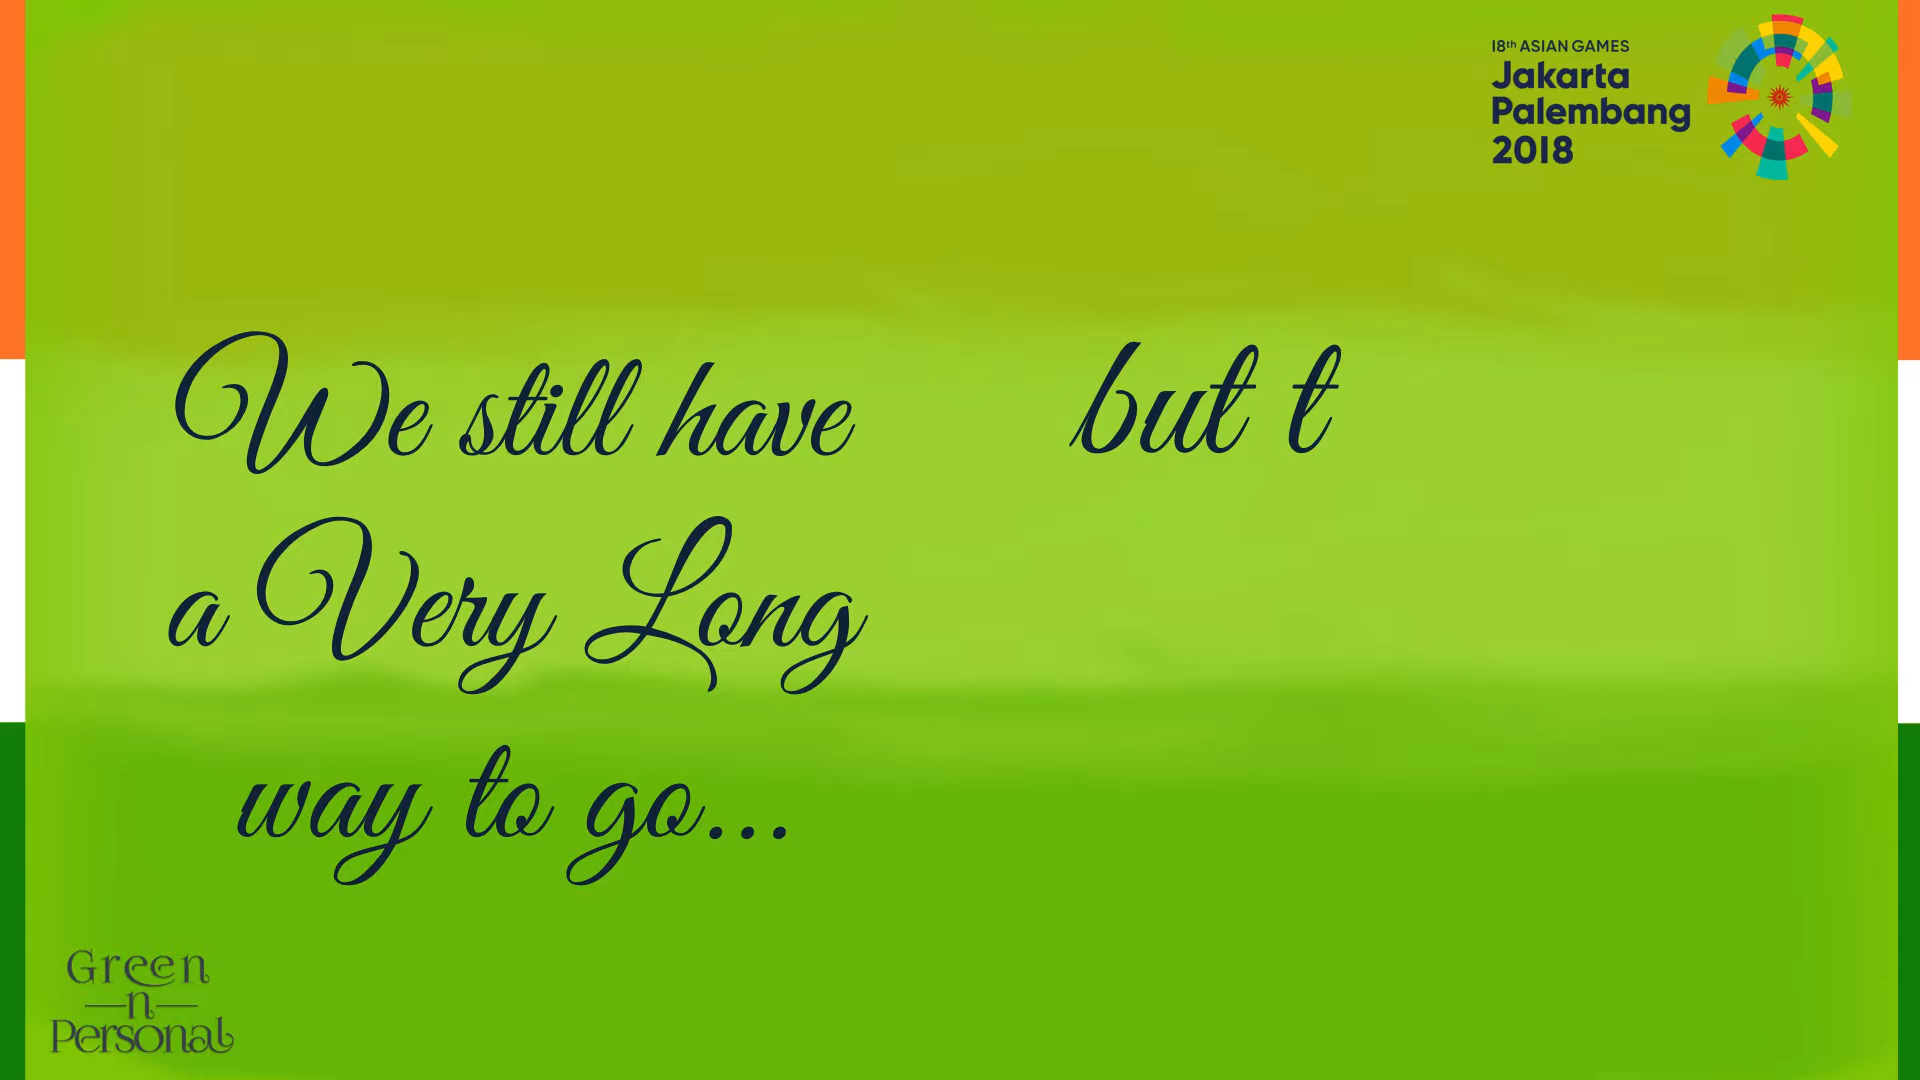 18th ASIAN GAMES
Jakarta
Palembang
2018
We still have
a Very Long
way to go...
but t
Green
n
Personal